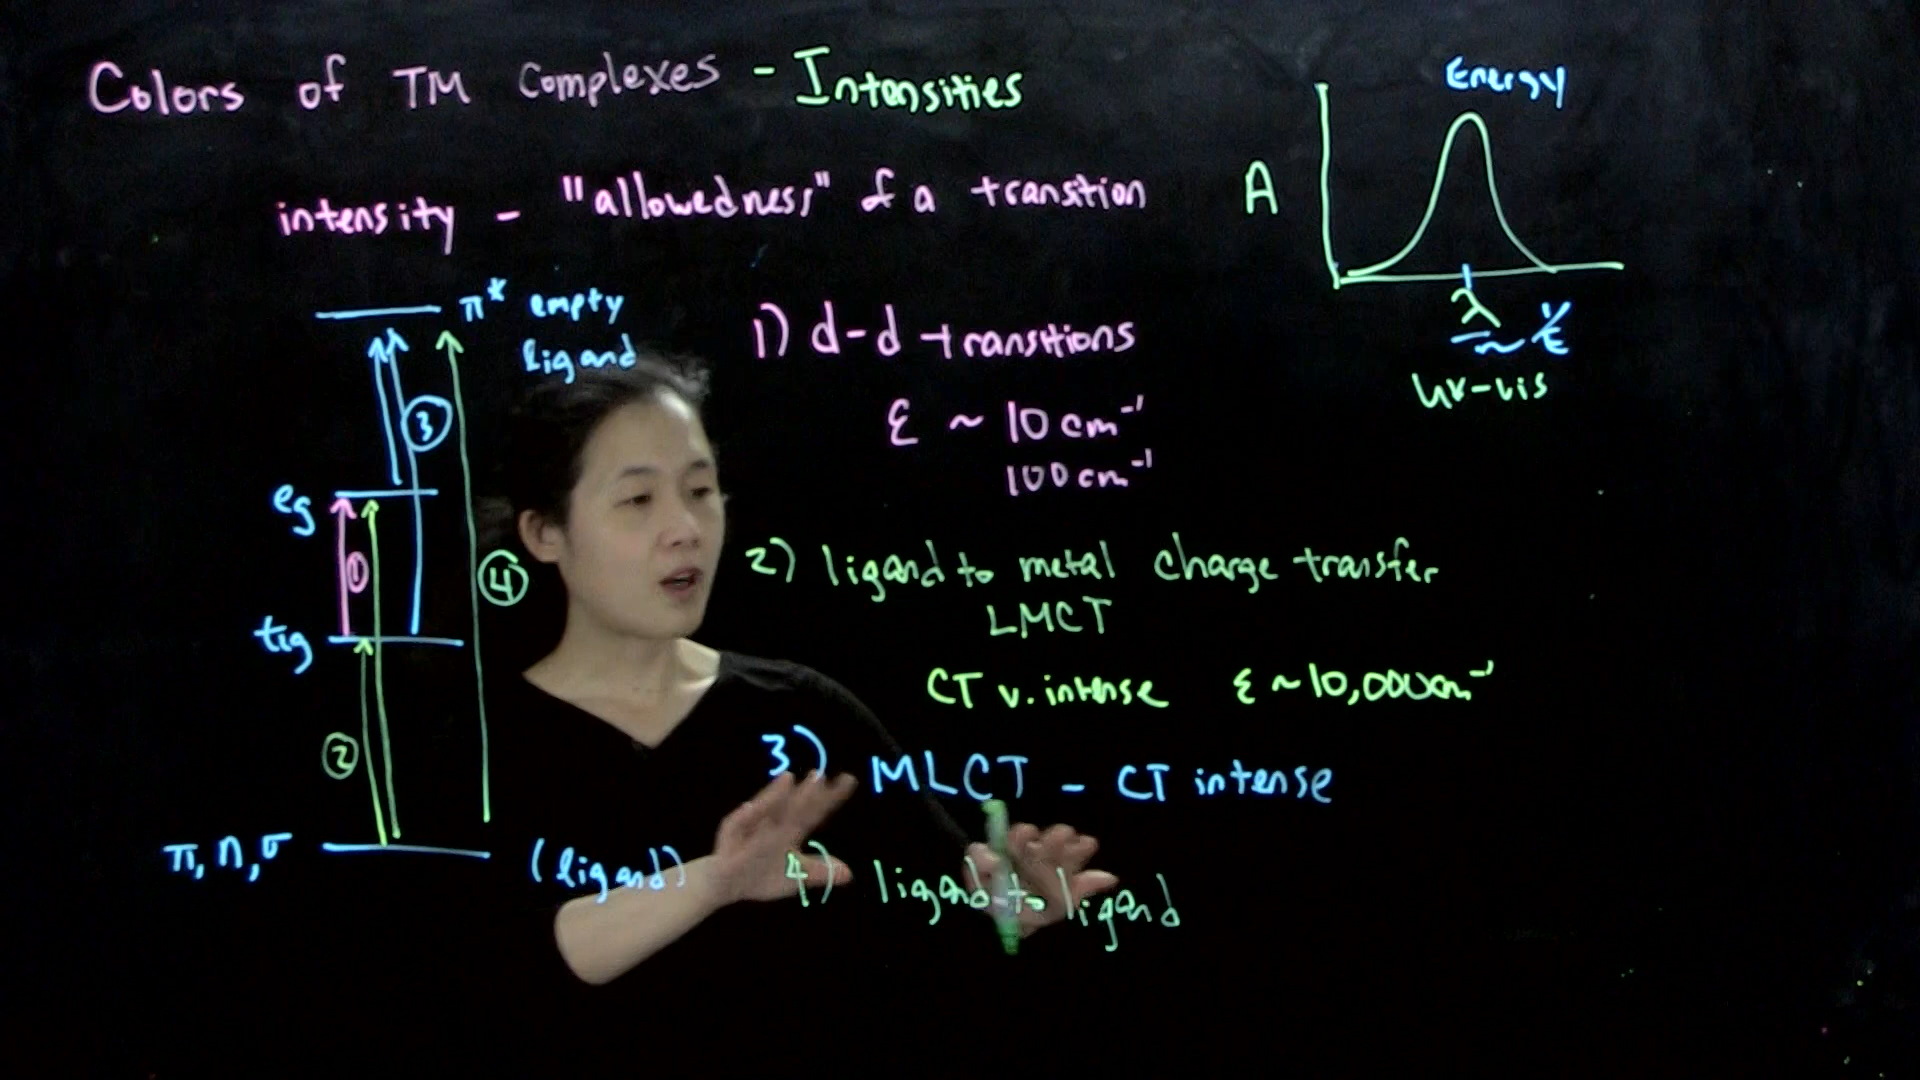 Colors of TM Complexes - Intensities
Energy
intensity - "allowedness" of a transition
A
λ ~ 1/E
UV-vis
π* empty
ligand
③
eg
①
④
t2g
②
π, n, σ
(ligand)
1) d-d transitions
ε ~ 10 cm⁻¹
100 cm⁻¹
2) ligand to metal charge transfer
LMCT
CT v. intense ε ~ 10,000 cm⁻¹
3) MLCT - CT intense
4) ligand to ligand